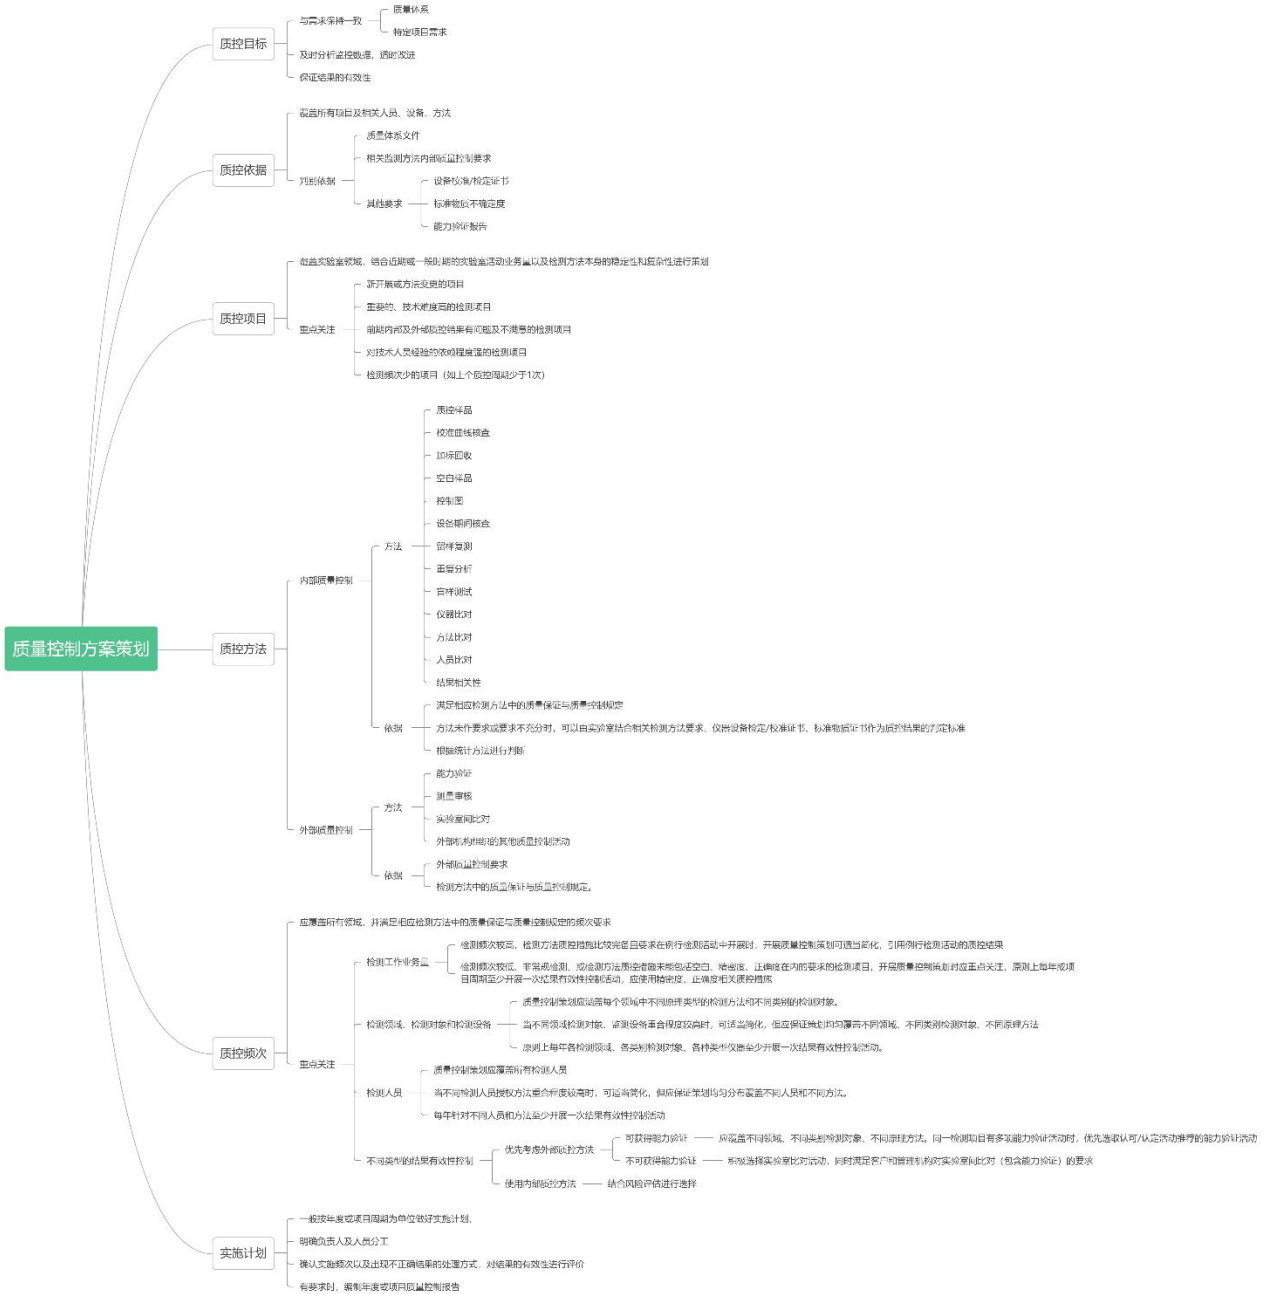 质量控制方案策划
质控目标
与需求保持一致
质量体系
特定项目需求
及时分析监控数据，适时改进
保证结果的有效性
质控依据
覆盖所有项目及相关人员、设备、方法
判别依据
质量体系文件
相关监测方法内部质量控制要求
其他要求
设备校准/检定证书
标准物质不确定度
能力验证报告
质控项目
覆盖实验室领域，结合近期或一段时期的实验室活动业务量以及检测方法本身的稳定性和复杂性进行策划
重点关注
新开展或方法变更的项目
重要的、技术难度高的检测项目
前期内部及外部质控结果有问题及不满意的检测项目
对技术人员经验的依赖程度强的检测项目
检测频次少的项目（如上个质控周期少于1次）
质控方法
内部质量控制
方法
质控样品
校准曲线核查
加标回收
空白样品
控制图
设备期间核查
留样复测
重复分析
盲样测试
仪器比对
方法比对
人员比对
结果相关性
依据
满足相应检测方法中的质量保证与质量控制规定
方法未作要求或要求不充分时，可以由实验室结合相关检测方法要求、仪器设备检定/校准证书、标准物质证书作为质控结果的判定标准
根据统计方法进行判断
外部质量控制
方法
能力验证
测量审核
实验室间比对
外部机构组织的其他质量控制活动
依据
外部质量控制要求
检测方法中的质量保证与质量控制规定。
质控频次
应覆盖所有领域，并满足相应检测方法中的质量保证与质量控制规定的频次要求
重点关注
检测工作业务量
检测频次较高，检测方法质控措施比较完备且要求在例行检测活动中开展时，开展质量控制策划可适当简化，引用例行检测活动的质控结果
检测频次较低、非常规检测，或检测方法质控措施未能包括空白、精密度、正确度在内的要求的检测项目，开展质量控制策划时应重点关注，原则上每年或项
目周期至少开展一次结果有效性控制活动，应使用精密度、正确度相关质控措施
检测领域、检测对象和检测设备
质量控制策划应涵盖每个领域中不同原理类型的检测方法和不同类别的检测对象。
当不同领域检测对象、监测设备重合程度较高时，可适当简化，但应保证策划均匀覆盖不同领域、不同类别检测对象、不同原理方法
原则上每年各检测领域、各类别检测对象、各种类型仪器至少开展一次结果有效性控制活动。
检测人员
质量控制策划应覆盖所有检测人员
当不同检测人员授权方法重合程度较高时，可适当简化，但应保证策划均匀分布覆盖不同人员和不同方法。
每年针对不同人员和方法至少开展一次结果有效性控制活动
不同类型的结果有效性控制
优先考虑外部质控方法
可获得能力验证
应覆盖不同领域、不同类别检测对象、不同原理方法。同一检测项目有多项能力验证活动时，优先选取认可/认定活动推荐的能力验证活动
不可获得能力验证
积极选择实验室比对活动，同时满足客户和管理机构对实验室间比对（包含能力验证）的要求
使用内部质控方法
结合风险评估进行选择
实施计划
一般按年度或项目周期为单位做好实施计划，
明确负责人及人员分工
确认实施频次以及出现不正确结果的处理方式，对结果的有效性进行评价
有要求时，编制年度或项目质量控制报告